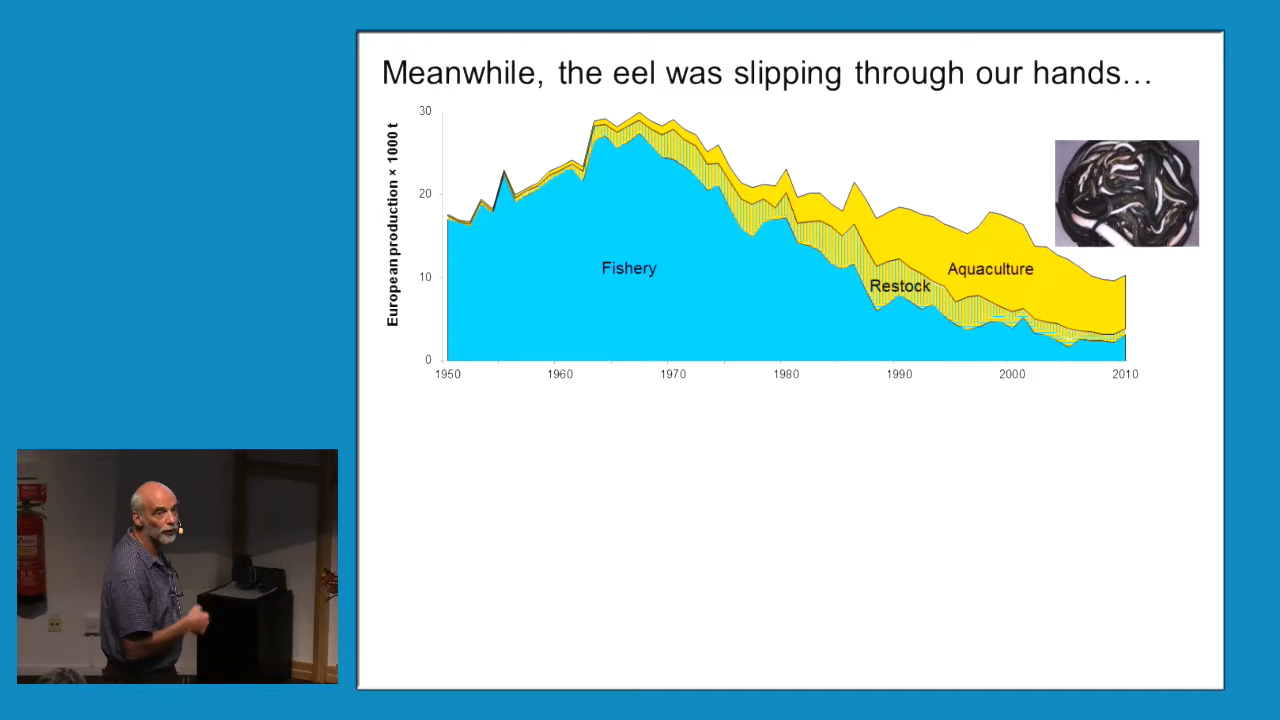 Meanwhile, the eel was slipping through our hands…
European production × 1000 t
30
20
10
0
Fishery
Restock
Aquaculture
1950 1960 1970 1980 1990 2000 2010